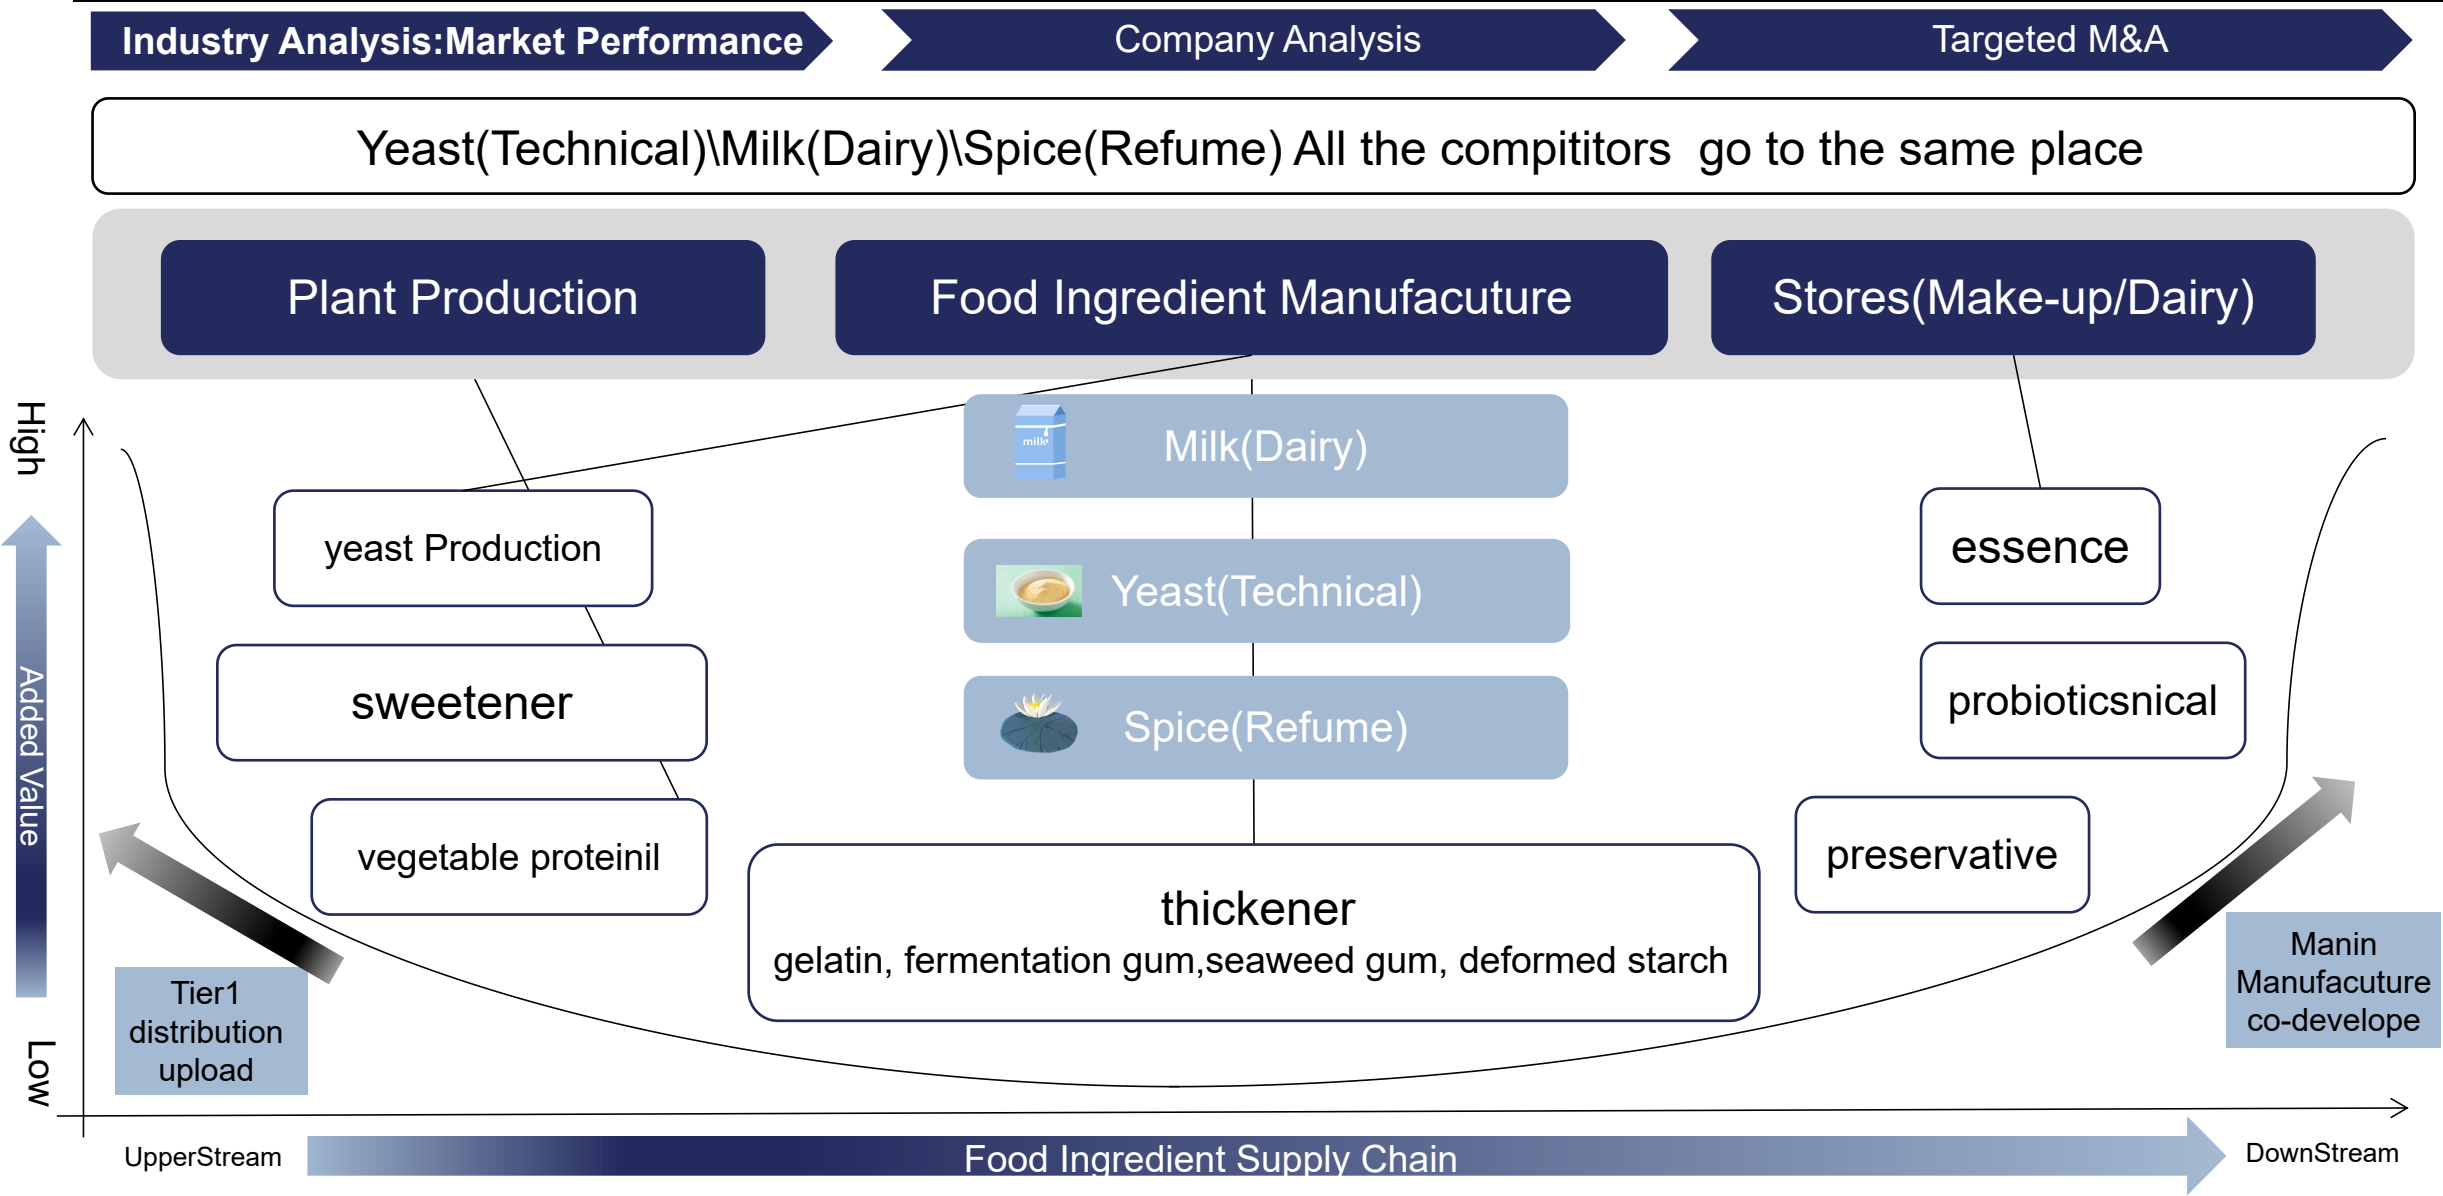 Industry Analysis:Market Performance
Company Analysis
Targeted M&A
Yeast(Technical)\Milk(Dairy)\Spice(Refume) All the compititors  go to the same place
Plant Production
Food Ingredient Manufacuture
Stores(Make-up/Dairy)
High
Added Value
Low
milk
Milk(Dairy)
yeast Production
Yeast(Technical)
essence
sweetener
Spice(Refume)
probioticsnical
vegetable proteinil
preservative
thickener
gelatin, fermentation gum,seaweed gum, deformed starch
Tier1
distribution
upload
Manin
Manufacuture
co-develope
UpperStream
Food Ingredient Supply Chain
DownStream